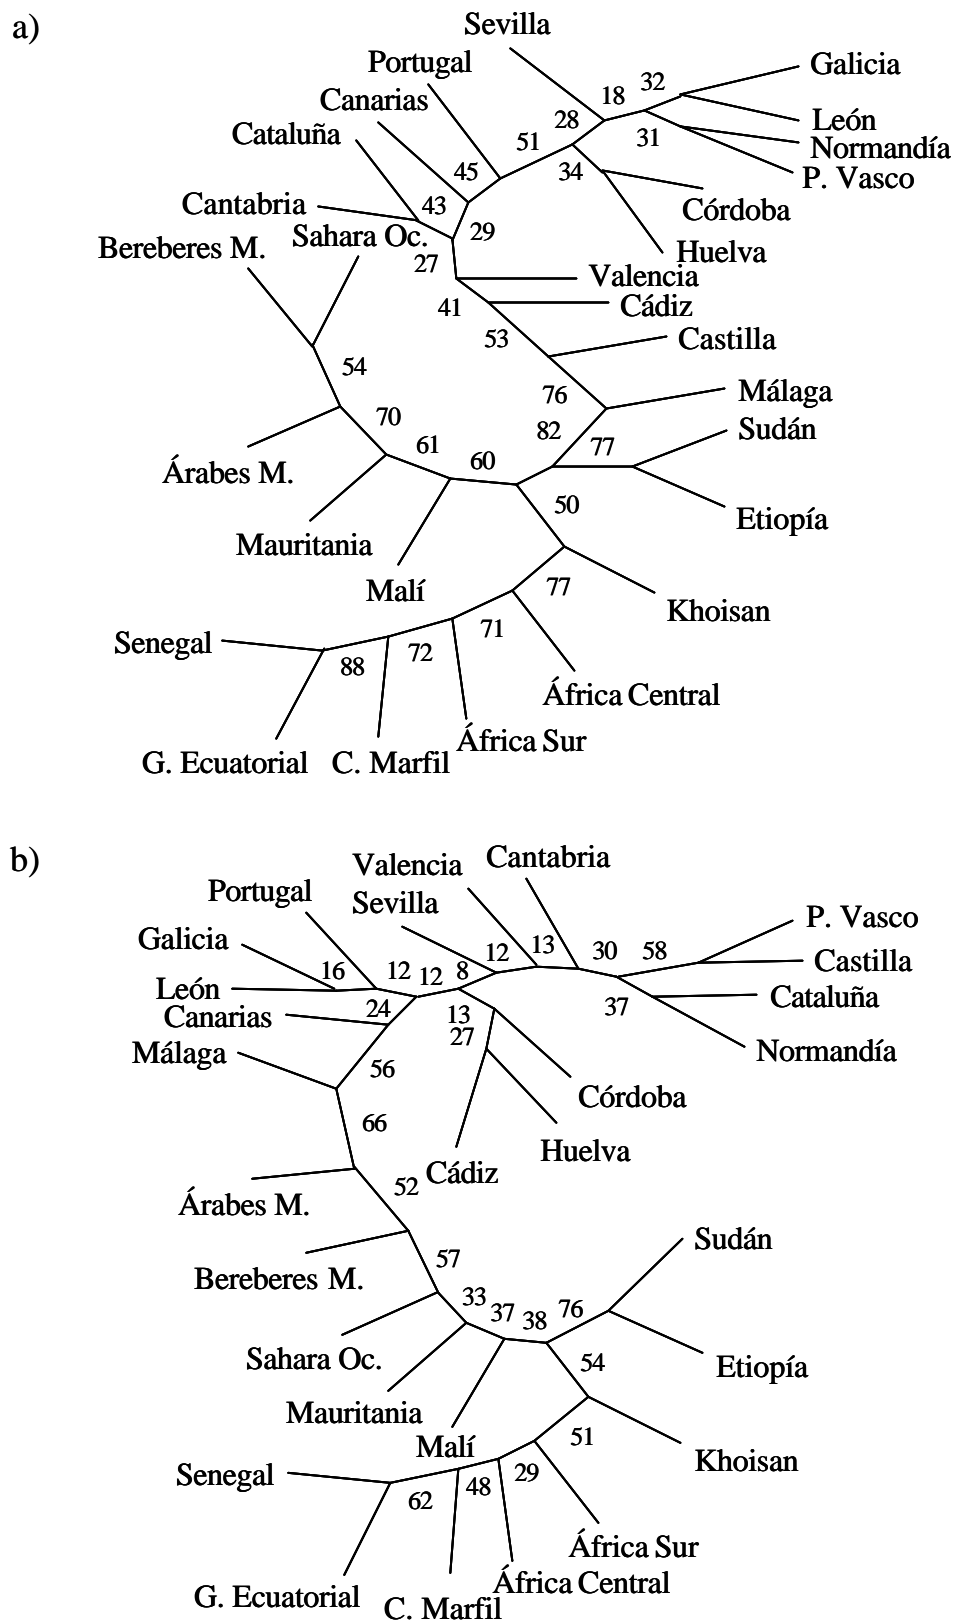 a)
Sevilla
Portugal
Galicia
Canarias
18
32
28
León
Cataluña
51
31
Normandía
45
34
P. Vasco
Cantabria
43
Córdoba
Sahara Oc.
29
Bereberes M.
Huelva
27
Valencia
41
Cádiz
53
Castilla
54
76
Málaga
70
82
Sudán
61
60
77
Árabes M.
50
Etiopía
Mauritania
Malí
77
Khoisan
Senegal
71
72
88
África Central
África Sur
G. Ecuatorial
C. Marfil
b)
Valencia
Cantabria
Portugal
Sevilla
P. Vasco
Galicia
12
13
30
58
Castilla
16
12
12
8
León
Cataluña
Canarias
24
13
37
27
Málaga
56
Normandía
Córdoba
66
Huelva
Cádiz
52
Árabes M.
Sudán
57
Bereberes M.
33
37
38
76
Sahara Oc.
54
Etiopía
Mauritania
Malí
51
Khoisan
Senegal
29
48
62
África Sur
África Central
G. Ecuatorial
C. Marfil